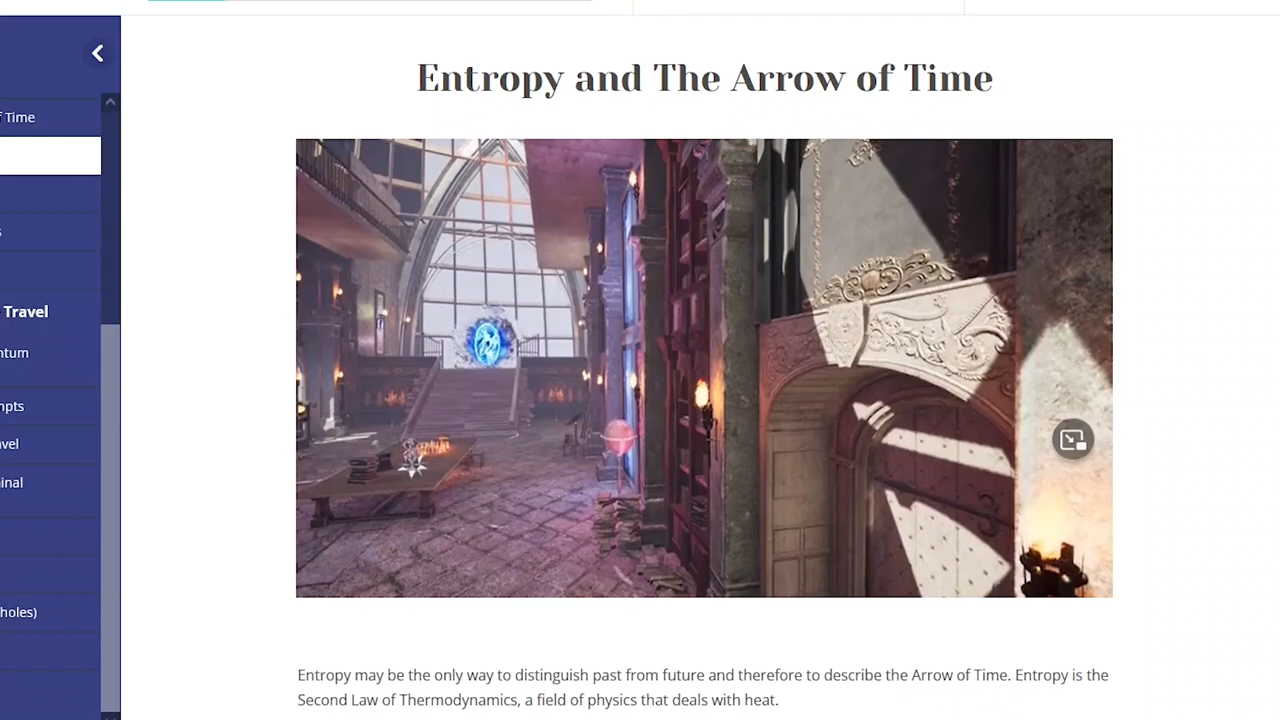 Entropy and The Arrow of Time
f Time
s
Travel
ntum
npts
vel
inal
holes)
Entropy may be the only way to distinguish past from future and therefore to describe the Arrow of Time. Entropy is the
Second Law of Thermodynamics, a field of physics that deals with heat.